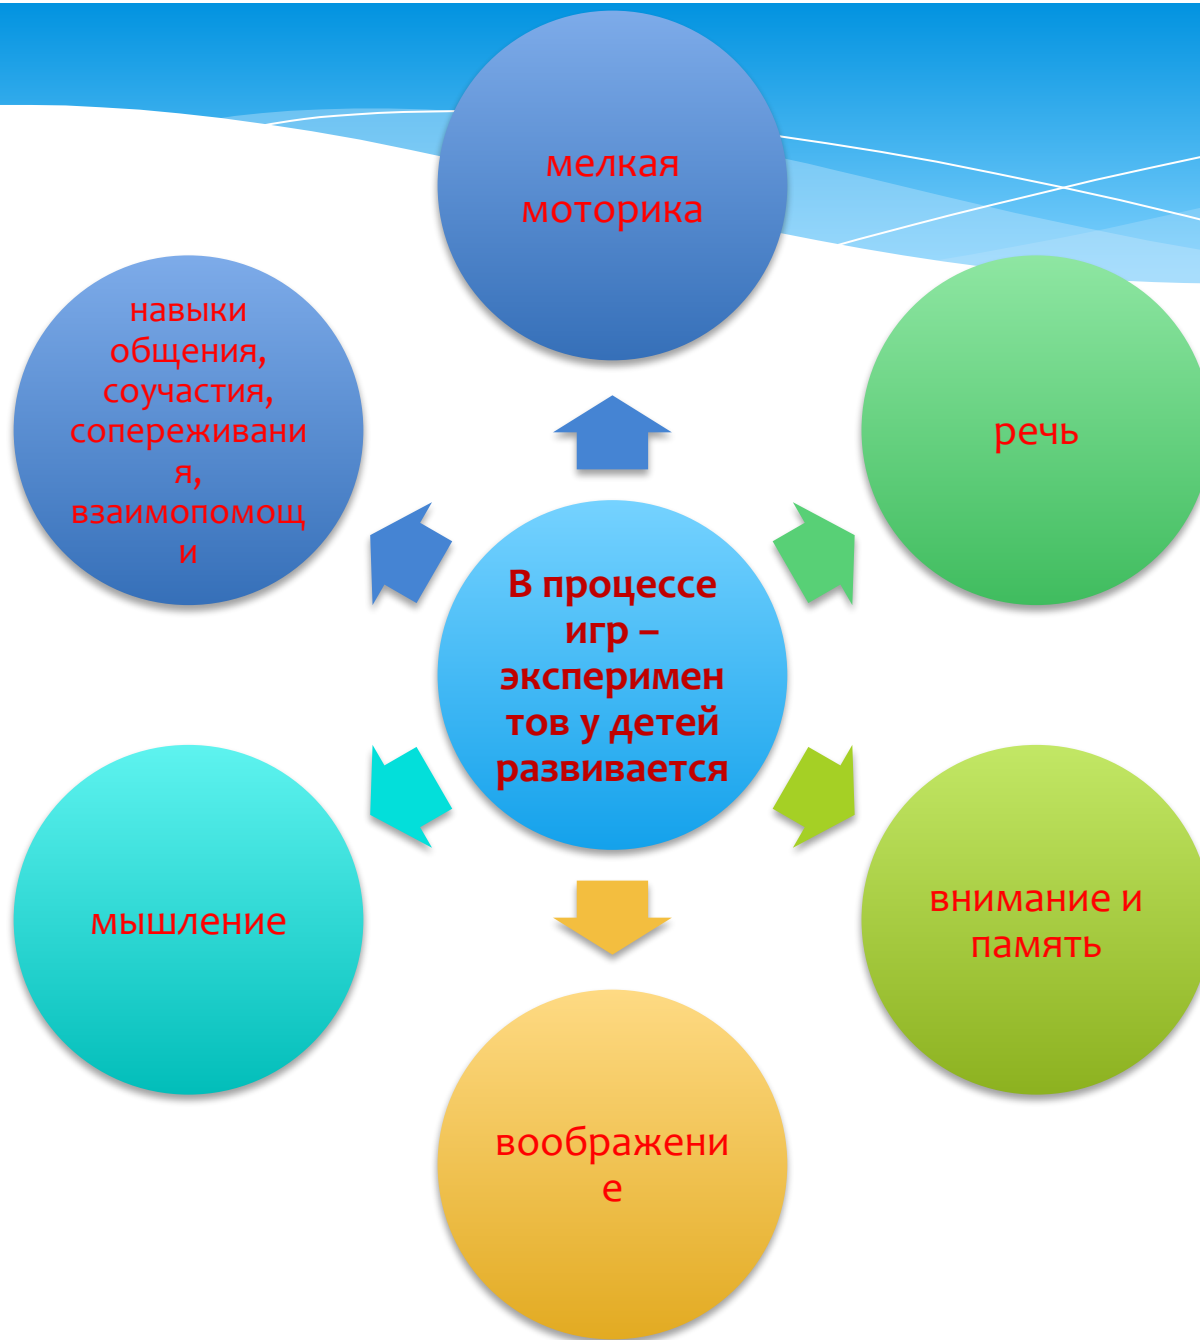 мелкая
моторика
навыки
общения,
соучастия,
сопереживани
я,
взаимопомощ
и
речь
В процессе
игр –
эксперимен
тов у детей
развивается
мышление
внимание и
память
воображени
е